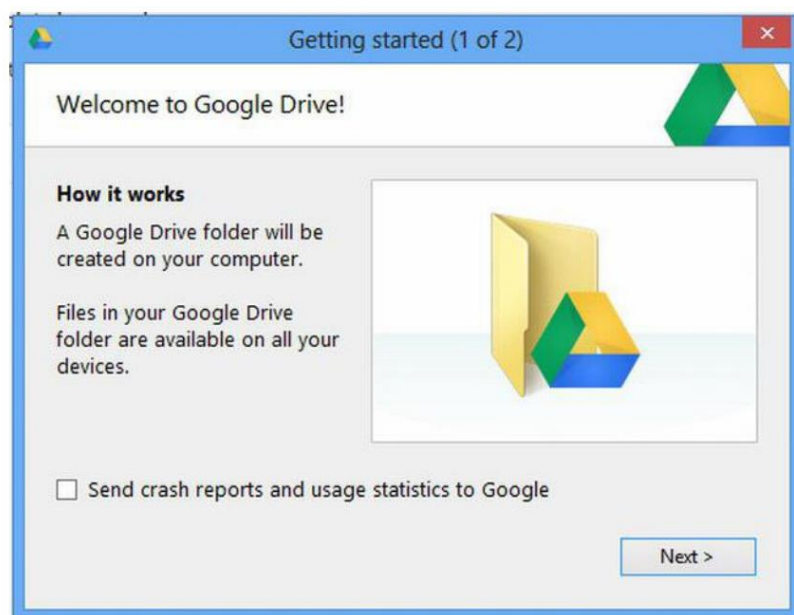 Getting started (1 of 2)
Welcome to Google Drive!
How it works
A Google Drive folder will be
created on your computer.
Files in your Google Drive
folder are available on all your
devices.
Send crash reports and usage statistics to Google
Next >